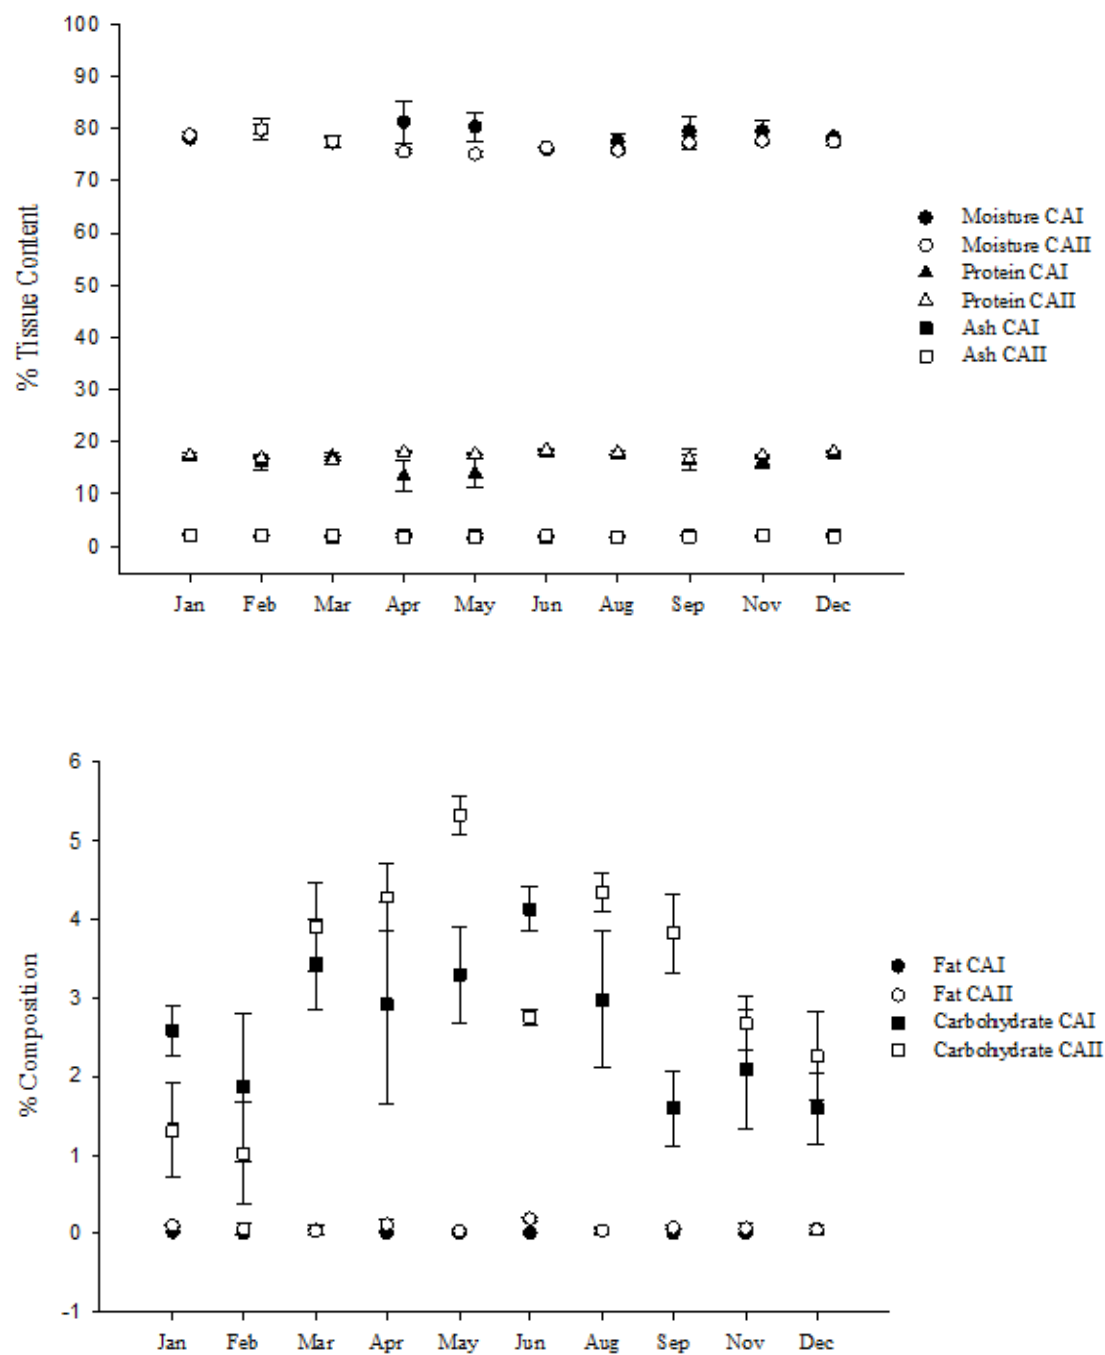 100
90
80
70
60
50
40
30
20
10
0
% Tissue Content
Jan Feb Mar Apr May Jun Aug Sep Nov Dec
Moisture CAI
Moisture CAII
Protein CAI
Protein CAII
Ash CAI
Ash CAII
6
5
4
3
2
1
0
-1
% Composition
Jan Feb Mar Apr May Jun Aug Sep Nov Dec
Fat CAI
Fat CAII
Carbohydrate CAI
Carbohydrate CAII